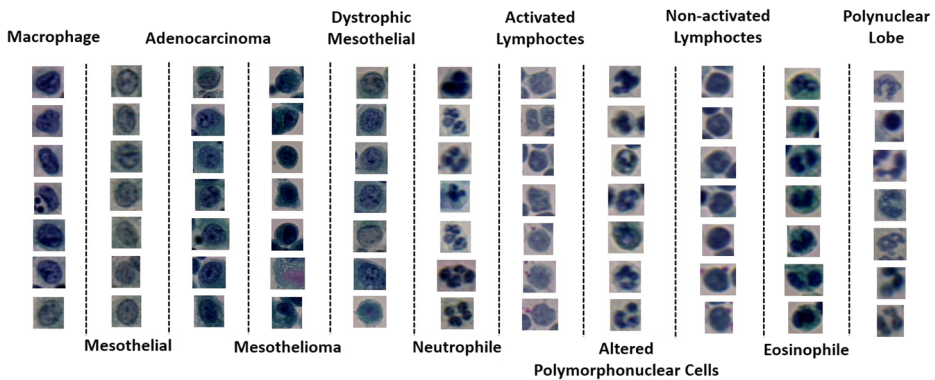 Macrophage
Adenocarcinoma
Dystrophic
Mesothelial
Activated
Lymphoctes
Non-activated
Lymphoctes
Polynuclear
Lobe
Mesothelial
Mesothelioma
Neutrophile
Altered
Polymorphonuclear Cells
Eosinophile